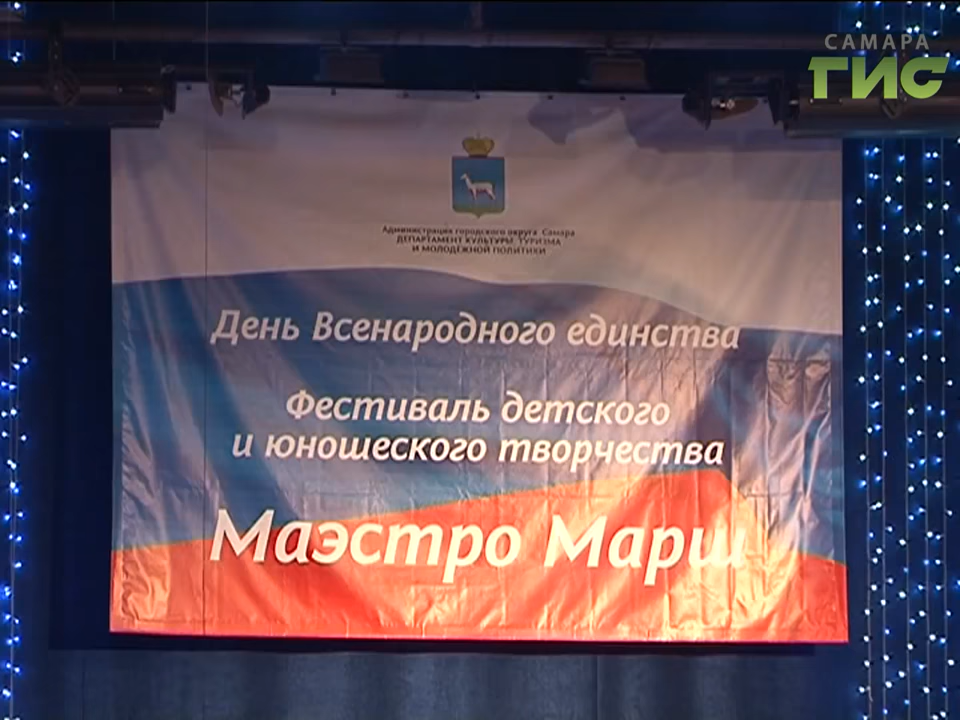 САМАРА
ГИС
Администрация городского округа Самара
ДЕПАРТАМЕНТ КУЛЬТУРЫ, ТУРИЗМА
И МОЛОДЕЖНОЙ ПОЛИТИКИ
День Всенародного единства
Фестиваль детского
и юношеского творчества
Маэстро Марш